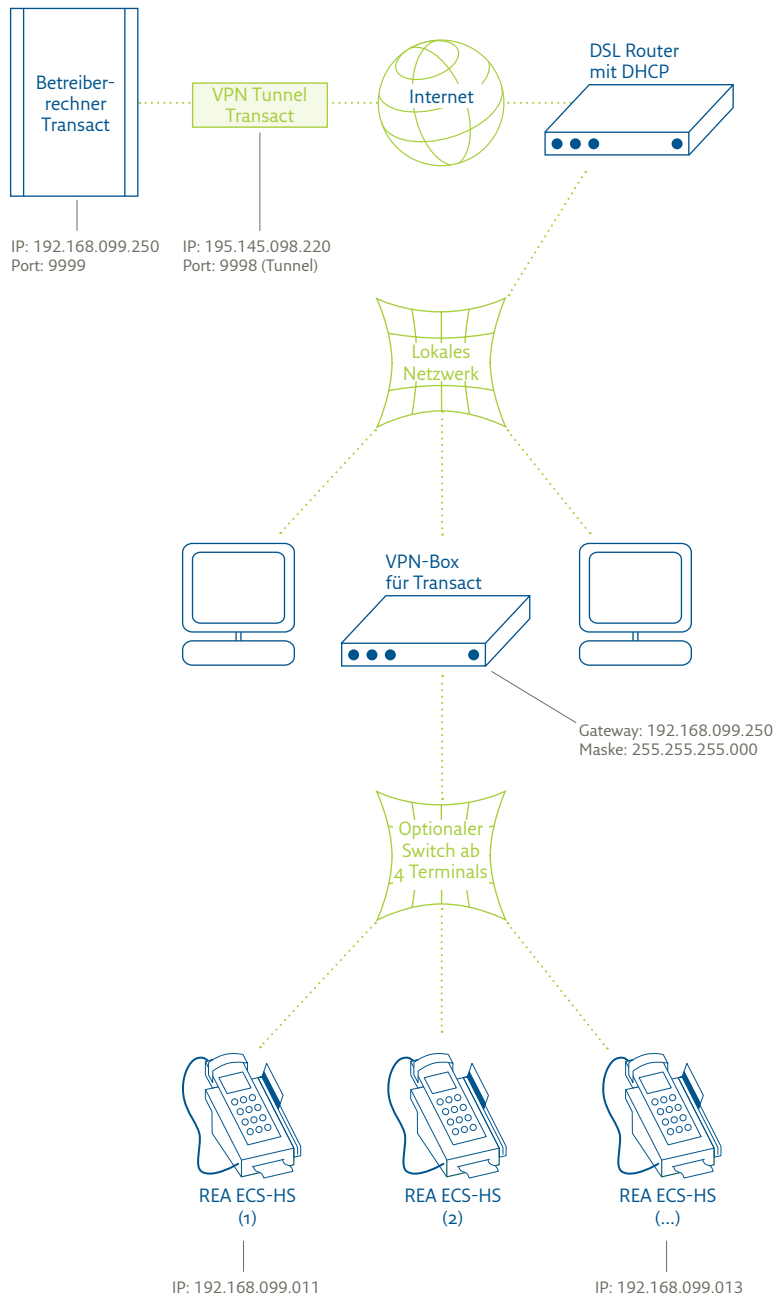 Betreiber-
rechner
Transact
VPN Tunnel
Transact
Internet
DSL Router
mit DHCP
IP: 192.168.099.250
Port: 9999
IP: 195.145.098.220
Port: 9998 (Tunnel)
Lokales
Netzwerk
VPN-Box
für Transact
Gateway: 192.168.099.250
Maske: 255.255.255.000
Optionaler
Switch ab
4 Terminals
REA ECS-HS
(1)
REA ECS-HS
(2)
REA ECS-HS
(...)
IP: 192.168.099.011
IP: 192.168.099.013